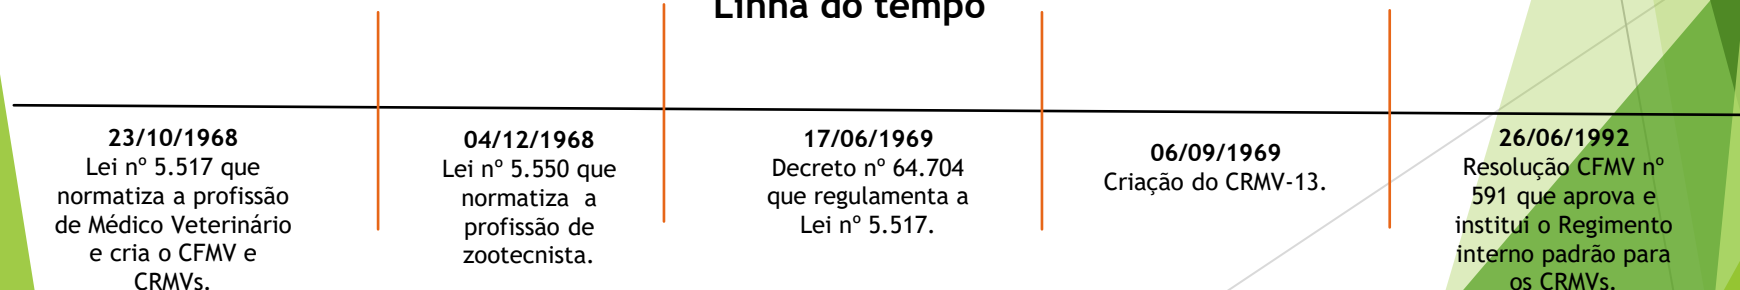 Linha do tempo
23/10/1968
Lei nº 5.517 que
normatiza a profissão
de Médico Veterinário
e cria o CFMV e
CRMVs.
04/12/1968
Lei nº 5.550 que
normatiza a
profissão de
zootecnista.
17/06/1969
Decreto nº 64.704
que regulamenta a
Lei nº 5.517.
06/09/1969
Criação do CRMV-13.
26/06/1992
Resolução CFMV nº
591 que aprova e
institui o Regimento
interno padrão para
os CRMVs.